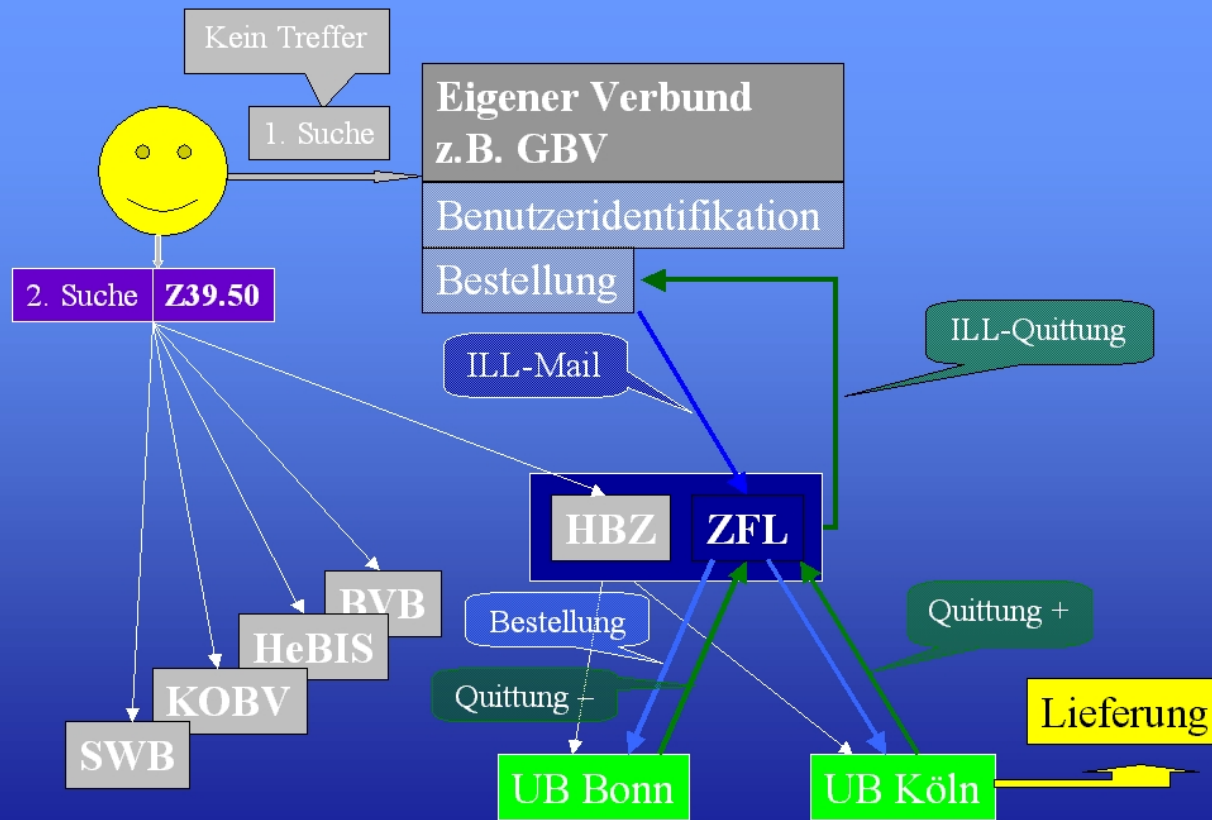 Kein Treffer
1. Suche
Eigener Verbund
z.B. GBV
Benutzeridentifikation
Bestellung
2. Suche
Z39.50
ILL-Mail
ILL-Quittung
HBZ
ZFL
BVB
HeBIS
KOBV
SWB
Bestellung
Quittung –
Quittung +
Lieferung
UB Bonn
UB Köln